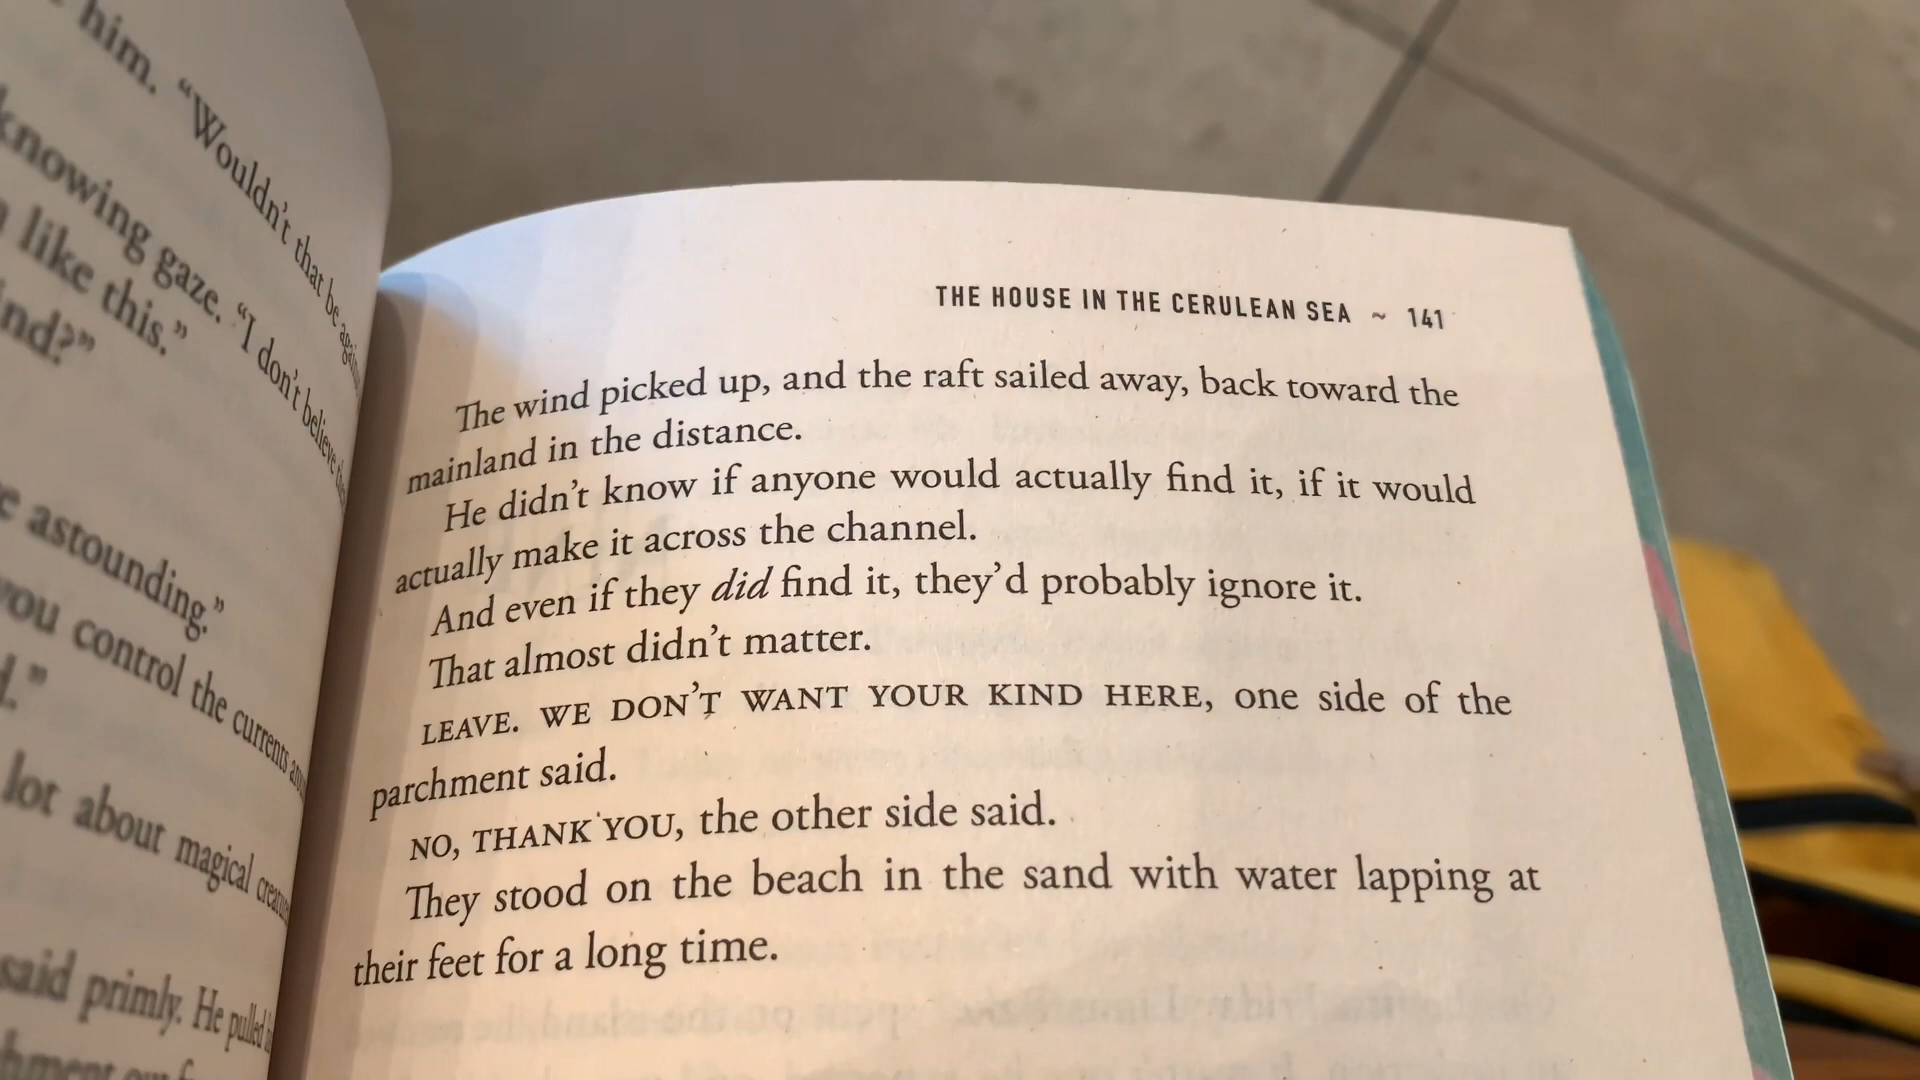 him. “Wouldn’t that be
knowing gaze. “I don’t believe
like this.”
astounding.”
you control the currents
lot about magical
said primly. He pulled
THE HOUSE IN THE CERULEAN SEA ~ 141
The wind picked up, and the raft sailed away, back toward the
mainland in the distance.
He didn’t know if anyone would actually find it, if it would
actually make it across the channel.
And even if they did find it, they’d probably ignore it.
That almost didn’t matter.
LEAVE. WE DON’T WANT YOUR KIND HERE, one side of the
parchment said.
NO, THANK YOU, the other side said.
They stood on the beach in the sand with water lapping at
their feet for a long time.